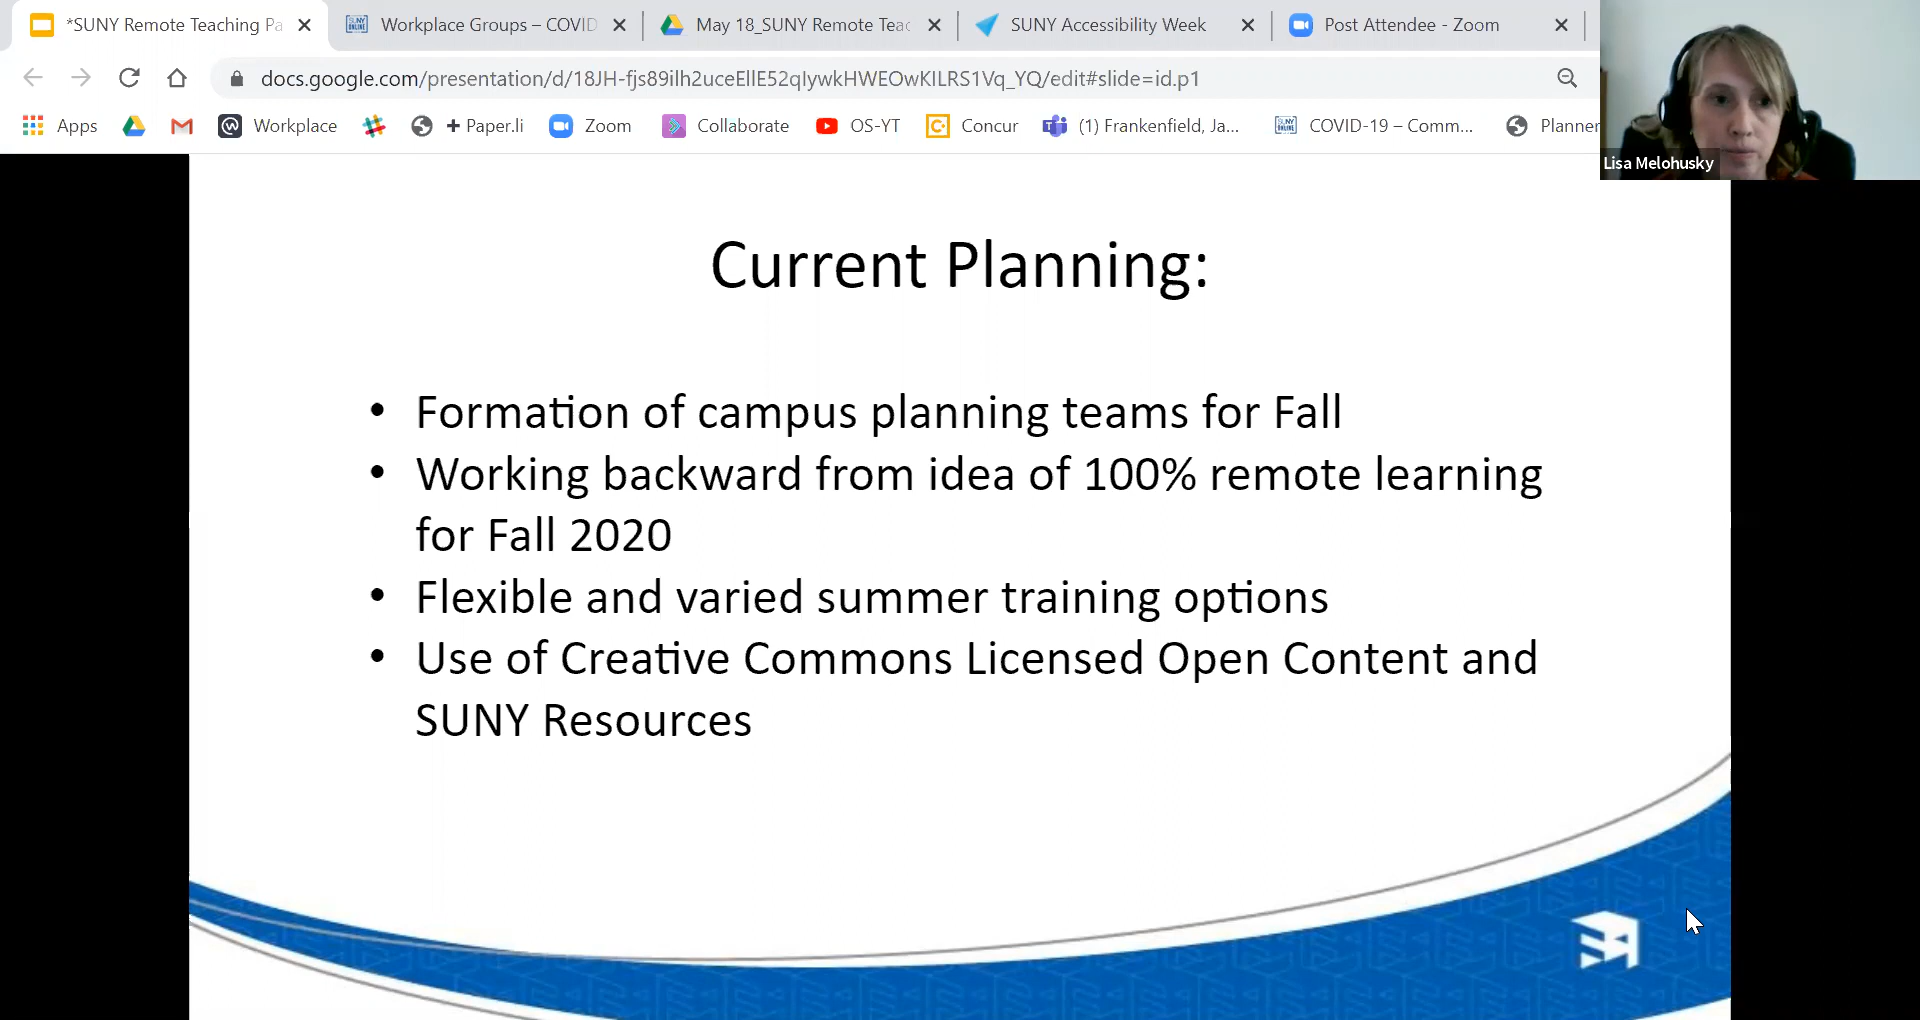 *SUNY Remote Teaching Pa
Workplace Groups – COVID
May 18_SUNY Remote Teac
SUNY Accessibility Week
Post Attendee - Zoom
docs.google.com/presentation/d/18JH-fjs89ilh2uceEllE52qIywkHWEOwKILRS1Vq_YQ/edit#slide=id.p1
Apps
Workplace
+ Paper.li
Zoom
Collaborate
OS-YT
Concur
(1) Frankenfield, Ja...
COVID-19 – Comm...
Planner
Lisa Melohusky
Current Planning:
• Formation of campus planning teams for Fall
• Working backward from idea of 100% remote learning
for Fall 2020
• Flexible and varied summer training options
• Use of Creative Commons Licensed Open Content and
SUNY Resources